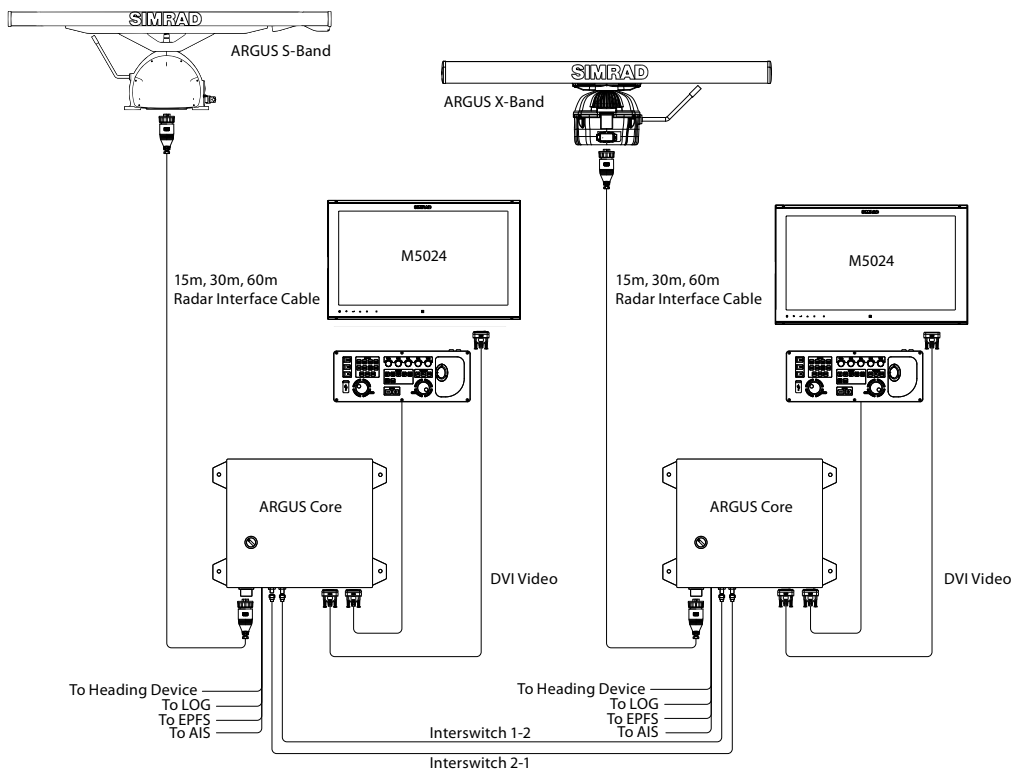 SIMRAD
ARGUS S-Band
SIMRAD
ARGUS X-Band
SIMRAD
M5024
SIMRAD
M5024
15m, 30m, 60m
Radar Interface Cable
15m, 30m, 60m
Radar Interface Cable
ARGUS Core
ARGUS Core
DVI Video
DVI Video
To Heading Device
To LOG
To EPFS
To AIS
To Heading Device
To LOG
To EPFS
To AIS
Interswitch 1-2
Interswitch 2-1